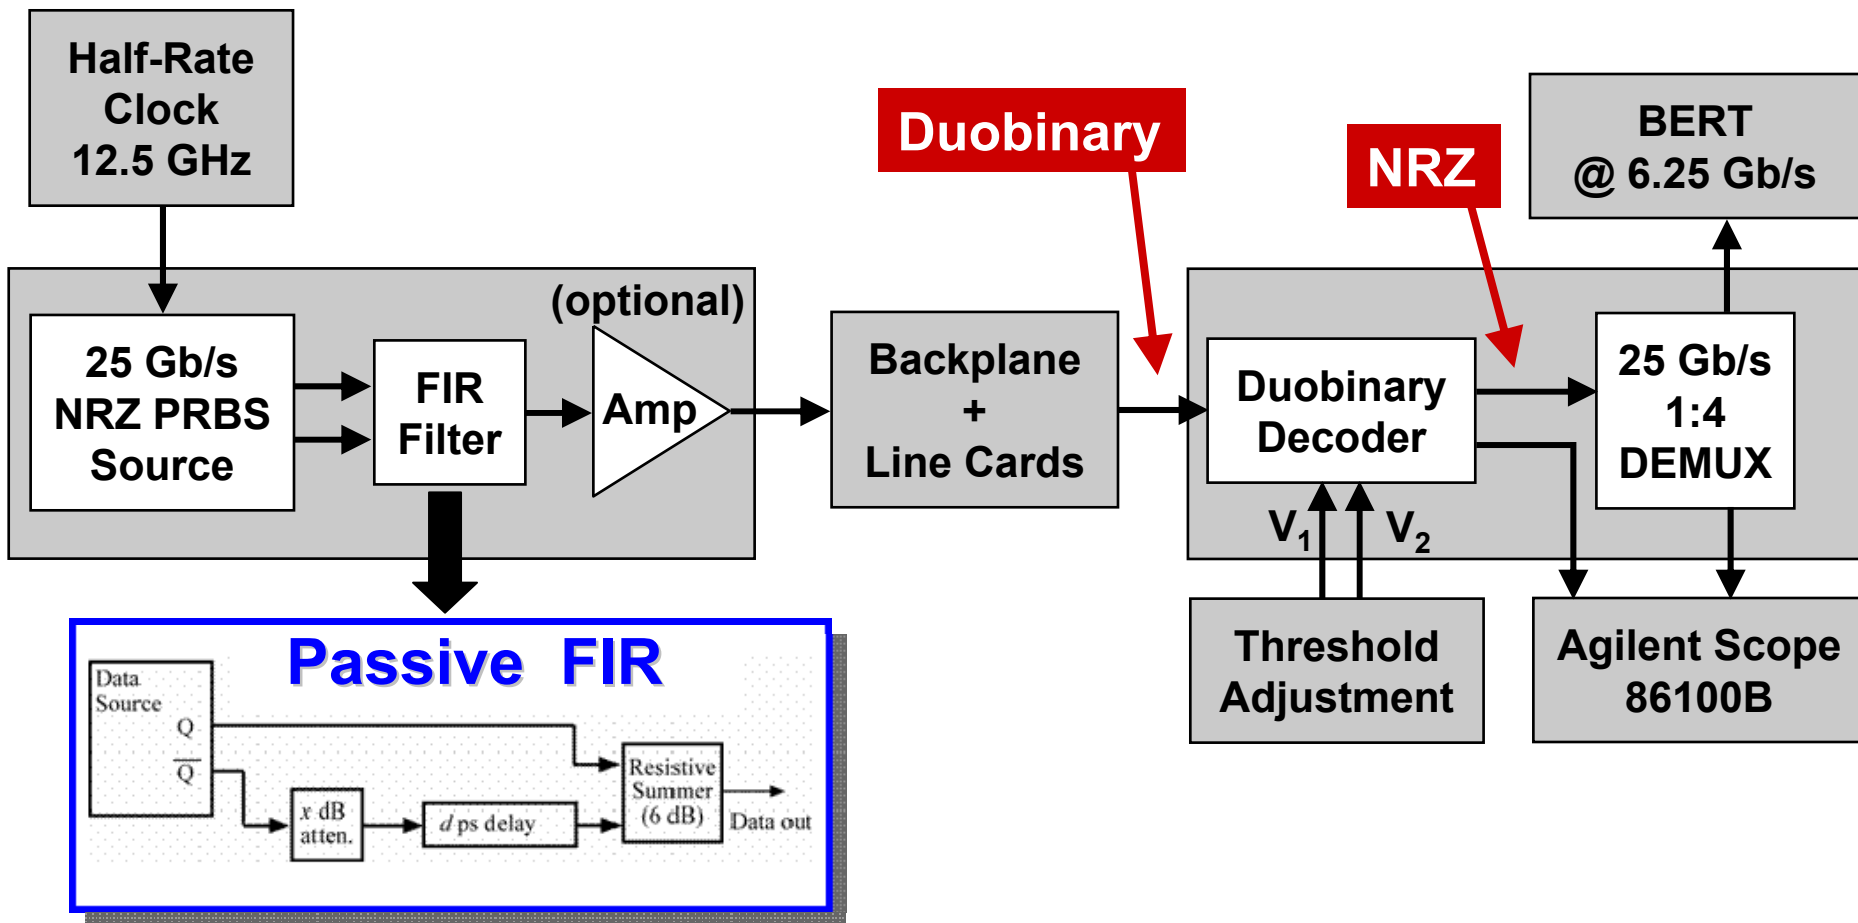 Half-Rate
Clock
12.5 GHz
25 Gb/s
NRZ PRBS
Source
FIR
Filter
(optional)
Amp
Backplane
+
Line Cards
Duobinary
NRZ
BERT
@ 6.25 Gb/s
Duobinary
Decoder
25 Gb/s
1:4
DEMUX
V1
V2
Threshold
Adjustment
Agilent Scope
86100B
Passive FIR
Data
Source
Q
Q̅
x dB
atten.
d ps delay
Resistive
Summer
(6 dB)
Data out